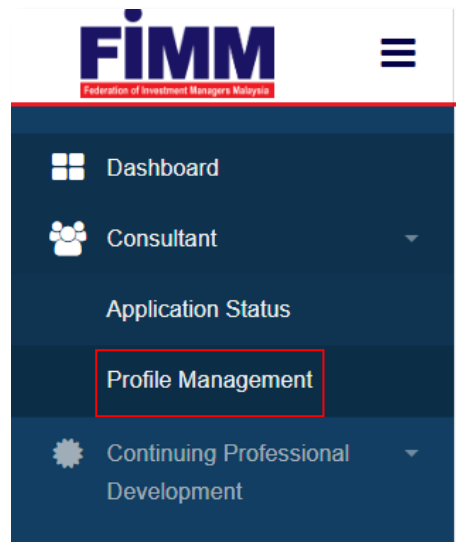 FiMM
Federation of Investment Managers Malaysia
Dashboard
Consultant
Application Status
Profile Management
Continuing Professional
Development